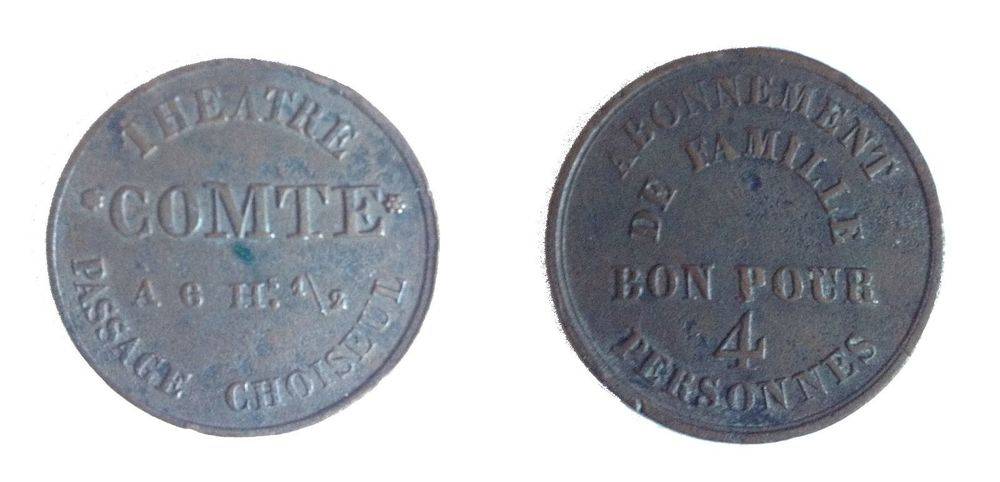 THEATRE
*COMTE*
A 6 H: 1/2
PASSAGE CHOISEUL
ABONNEMENT
DE FAMILLE
BON POUR
4
PERSONNES